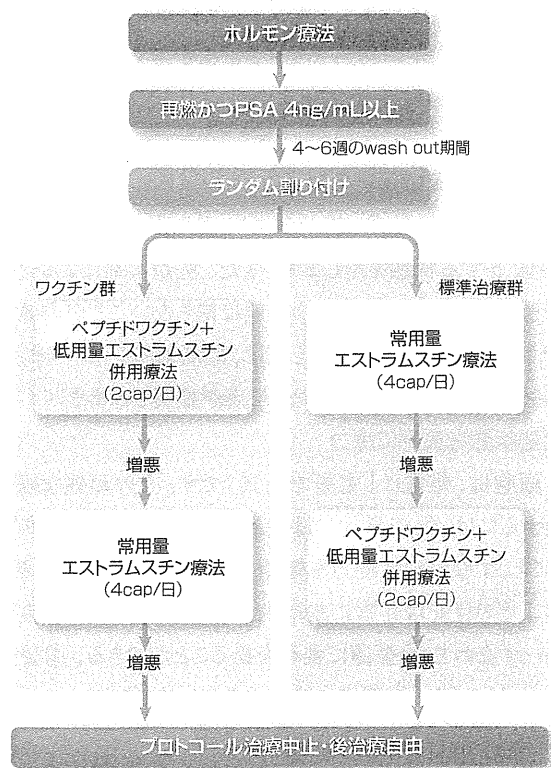 ホルモン療法
再燃かつPSA 4ng/mL以上
4〜6週のwash out期間
ランダム割り付け
ワクチン群
ペプチドワクチン＋
低用量エストラムスチン
併用療法
(2cap/日)
増悪
常用量
エストラムスチン療法
(4cap/日)
増悪
標準治療群
常用量
エストラムスチン療法
(4cap/日)
増悪
ペプチドワクチン＋
低用量エストラムスチン
併用療法
(2cap/日)
増悪
プロトコール治療中止・後治療自由